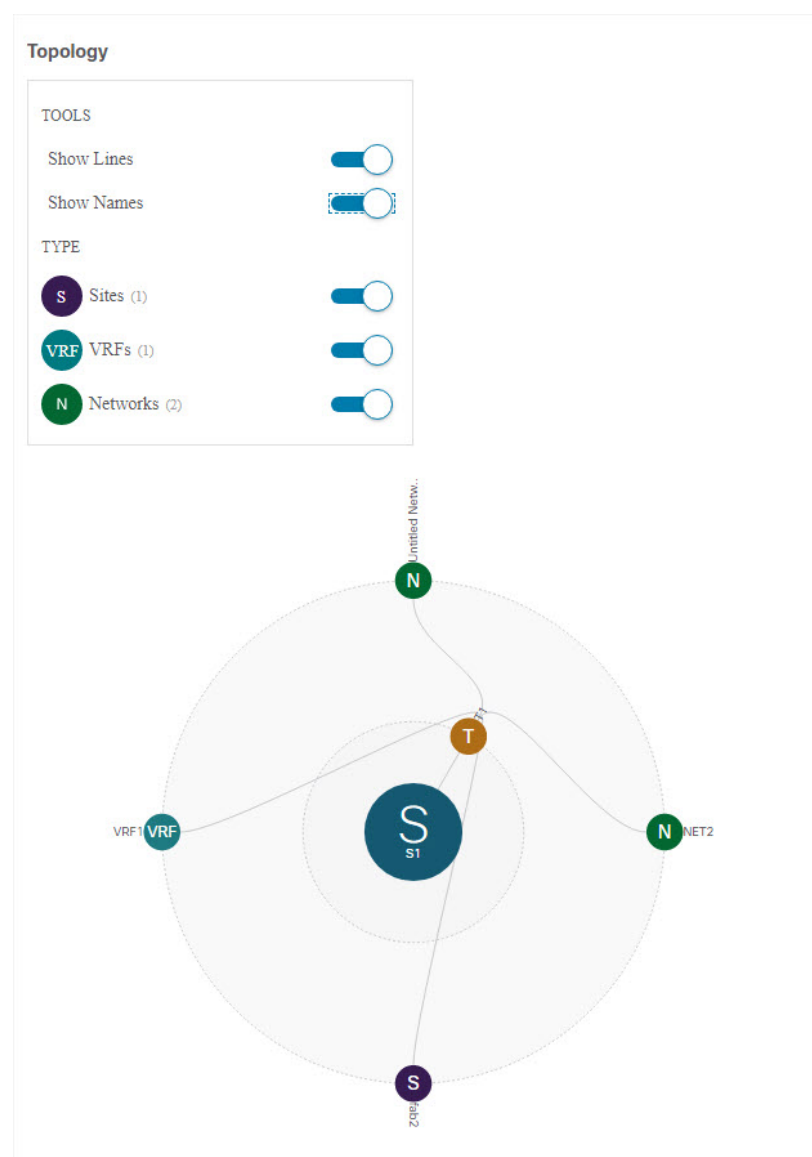 Topology
TOOLS
Show Lines
Show Names
TYPE
S Sites (1)
VRF VRFs (1)
N Networks (2)
Untitled Netw..
N
T
VRF1 VRF
S
S1
N NET2
S
fab2